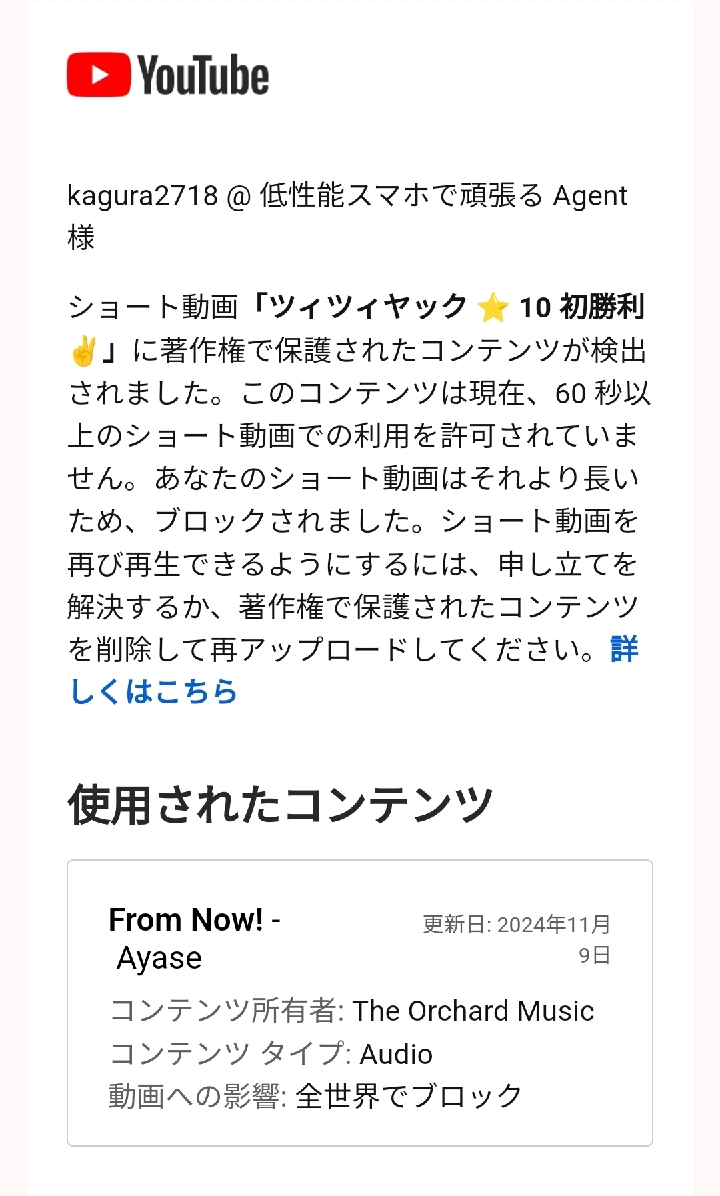 YouTube
kagura2718 @ 低性能スマホで頑張る Agent
様
ショート動画「ツィツィヤック ⭐ 10 初勝利
✌️」に著作権で保護されたコンテンツが検出
されました。このコンテンツは現在、60 秒以
上のショート動画での利用を許可されていま
せん。あなたのショート動画はそれより長い
ため、ブロックされました。ショート動画を
再び再生できるようにするには、申し立てを
解決するか、著作権で保護されたコンテンツ
を削除して再アップロードしてください。詳
しくはこちら
使用されたコンテンツ
From Now! -
Ayase
更新日: 2024年11月
9日
コンテンツ所有者: The Orchard Music
コンテンツ タイプ: Audio
動画への影響: 全世界でブロック